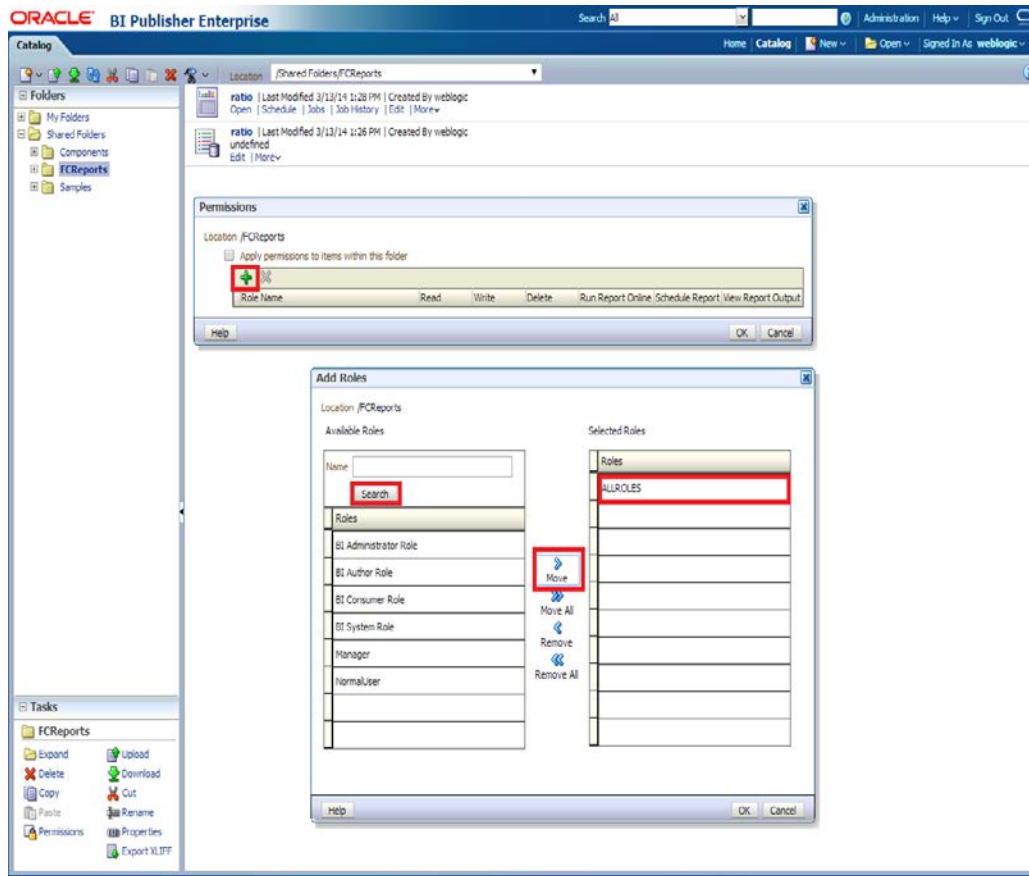 ORACLE BI Publisher Enterprise Search All Administration Help Sign Out
Catalog Home Catalog New Open Signed In As weblogic
Location /Shared Folders/FCReports
Folders
My Folders
Shared Folders
Components
FCReports
Samples
ratio | Last Modified 3/13/14 1:28 PM | Created By weblogic
Open | Schedule | Jobs | Job History | Edit | More
ratio | Last Modified 3/13/14 1:26 PM | Created By weblogic
undefined
Edit | More
Permissions
Location /FCReports
Apply permissions to items within this folder
Role Name Read Write Delete Run Report Online Schedule Report View Report Output
Help OK Cancel
Add Roles
Location /FCReports
Available Roles Selected Roles
Name
Search
Roles
BI Administrator Role
BI Author Role
BI Consumer Role
BI System Role
Manager
NormalUser
Move
Move All
Remove
Remove All
Roles
ALLROLES
Help OK Cancel
Tasks
FCReports
Expand Upload
Delete Download
Copy Cut
Paste Rename
Permissions Properties
Export XLIFF